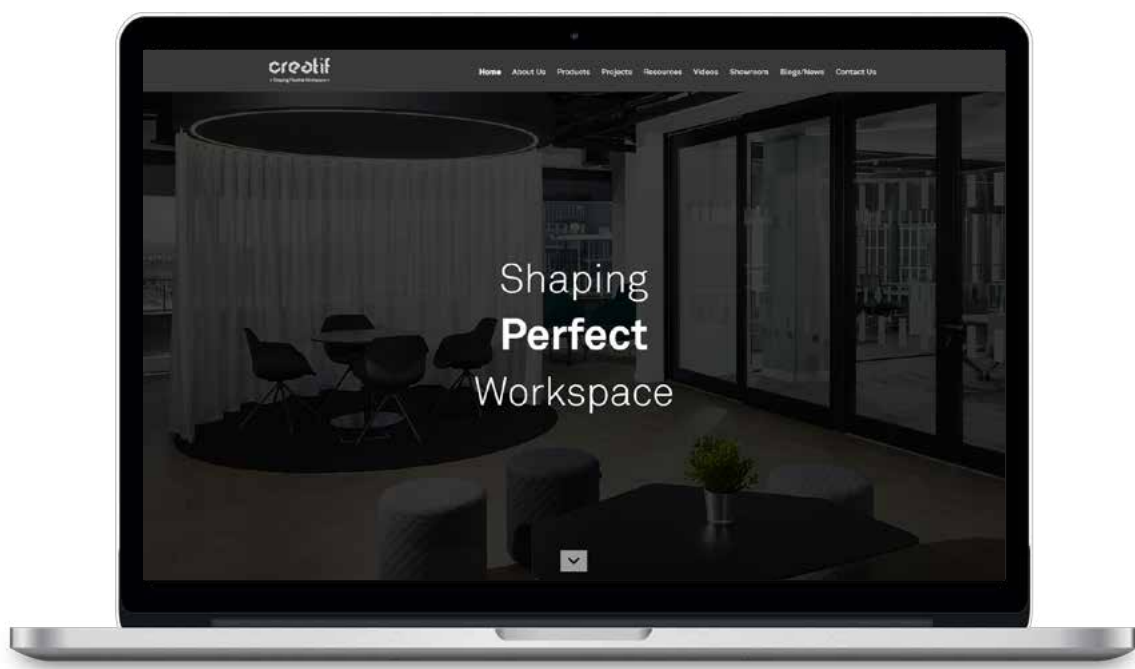 creatif
Home About Us Products Projects Resources Videos Showroom Blogs/News Contact Us
Shaping
Perfect
Workspace